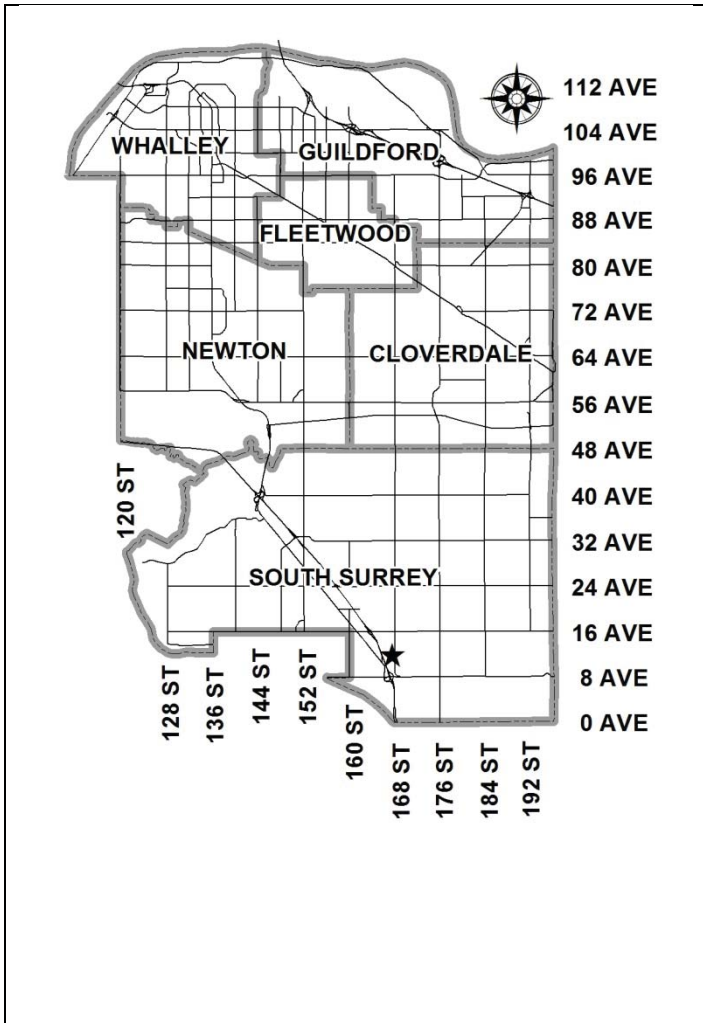 112 AVE
104 AVE
WHALLEY
GUILDFORD
96 AVE
88 AVE
FLEETWOOD
80 AVE
72 AVE
NEWTON
CLOVERDALE
64 AVE
56 AVE
48 AVE
120 ST
40 AVE
32 AVE
SOUTH SURREY
24 AVE
16 AVE
128 ST
136 ST
144 ST
152 ST
160 ST
168 ST
176 ST
184 ST
192 ST
8 AVE
0 AVE